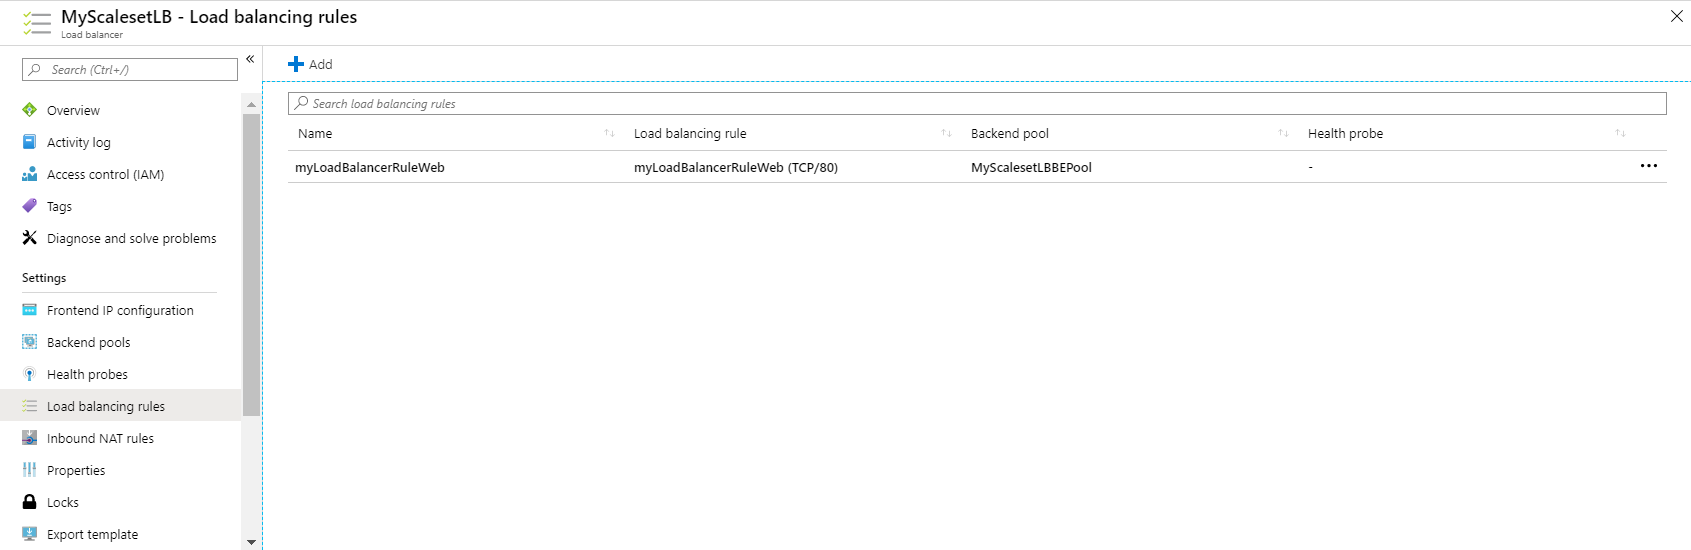 MyScalesetLB - Load balancing rules
Load balancer
Search (Ctrl+/)
«
Overview
Activity log
Access control (IAM)
Tags
Diagnose and solve problems
Settings
Frontend IP configuration
Backend pools
Health probes
Load balancing rules
Inbound NAT rules
Properties
Locks
Export template
Add
Search load balancing rules
Name Load balancing rule Backend pool Health probe
myLoadBalancerRuleWeb myLoadBalancerRuleWeb (TCP/80) MyScalesetLBBEPool -